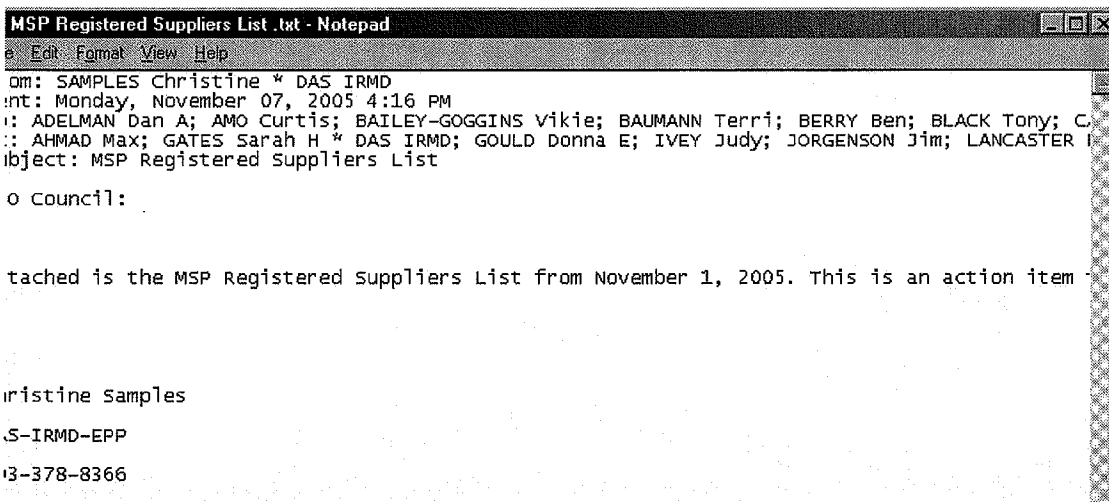 MSP Registered Suppliers List .txt - Notepad
e Edit Format View Help
om: SAMPLES Christine * DAS IRMD
nt: Monday, November 07, 2005 4:16 PM
: ADELMAN Dan A; AMO Curtis; BAILEY-GOGGINS Vikie; BAUMANN Terri; BERRY Ben; BLACK Tony; C
: AHMAD Max; GATES Sarah H * DAS IRMD; GOULD Donna E; IVEY Judy; JORGENSON Jim; LANCASTER
bject: MSP Registered Suppliers List
O Council:
tached is the MSP Registered Suppliers List from November 1, 2005. This is an action item
ristine Samples
S-IRMD-EPP
3-378-8366